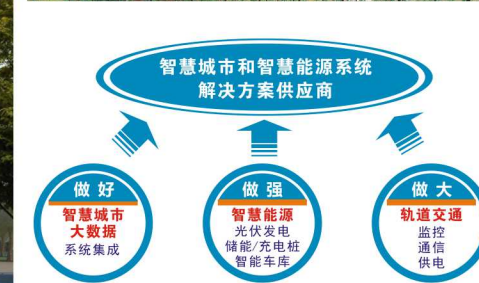 智慧城市和智慧能源系统
解决方案供应商
做好
智慧城市
大数据
系统集成
做强
智慧能源
光伏发电
储能/充电桩
智能车库
做大
轨道交通
监控
通信
供电